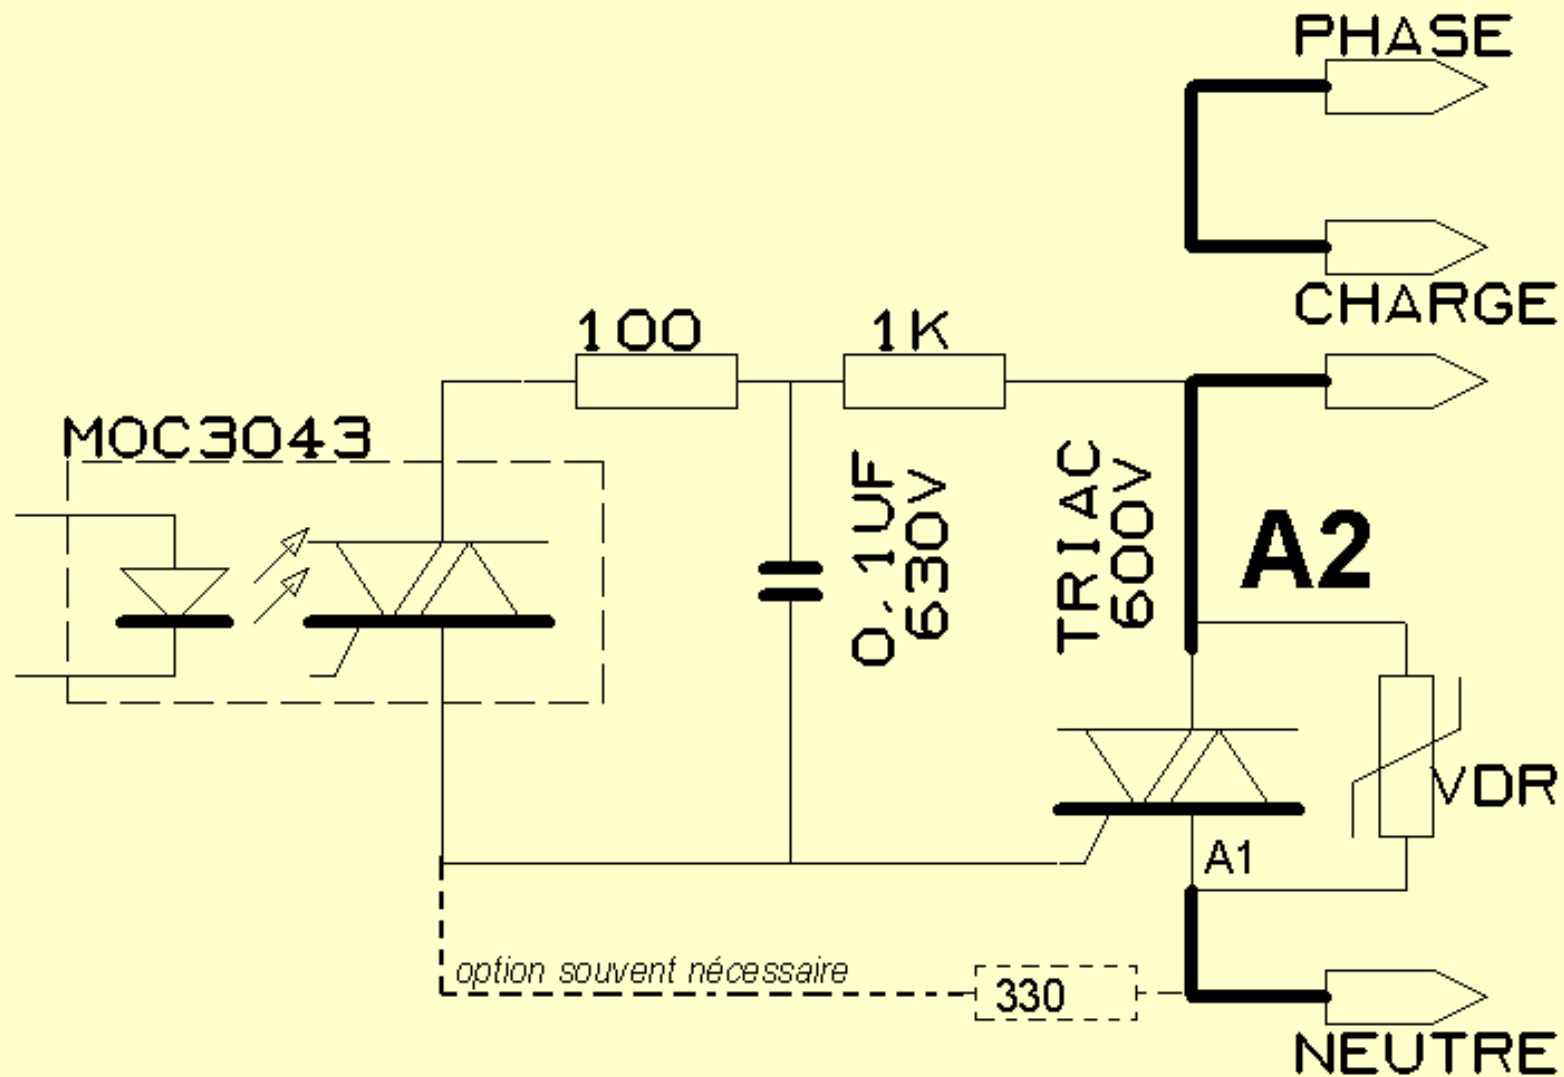 PHASE
CHARGE
100
1K
MOC3043
0,1UF
630V
TRIAC
600V
A2
VDR
A1
option souvent nécessaire
330
NEUTRE